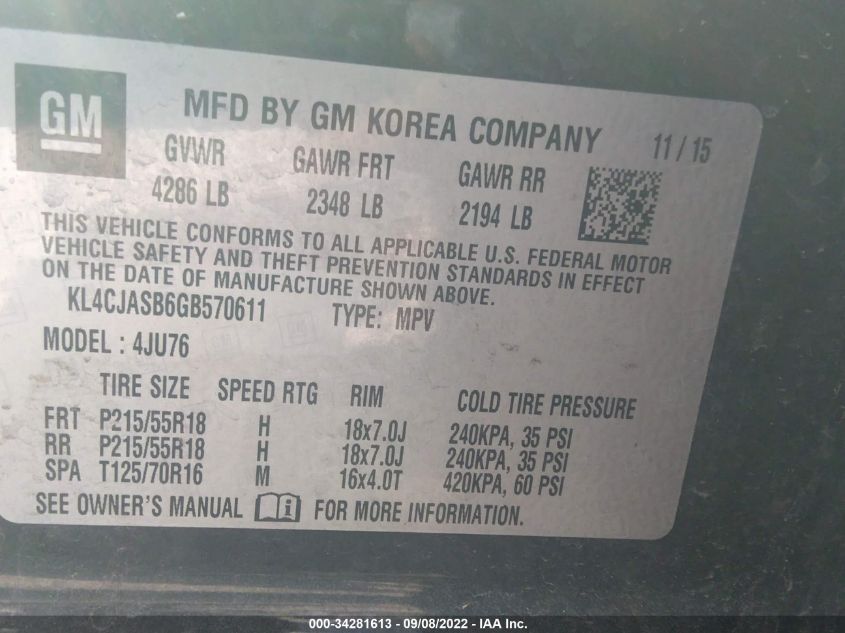 GM
MFD BY GM KOREA COMPANY 11/15
GVWR GAWR FRT GAWR RR
4286 LB 2348 LB 2194 LB
THIS VEHICLE CONFORMS TO ALL APPLICABLE U.S. FEDERAL MOTOR
VEHICLE SAFETY AND THEFT PREVENTION STANDARDS IN EFFECT
ON THE DATE OF MANUFACTURE SHOWN ABOVE.
KL4CJASB6GB570611 TYPE: MPV
MODEL : 4JU76
TIRE SIZE SPEED RTG RIM COLD TIRE PRESSURE
FRT P215/55R18 H 18x7.0J 240KPA, 35 PSI
RR P215/55R18 H 18x7.0J 240KPA, 35 PSI
SPA T125/70R16 M 16x4.0T 420KPA, 60 PSI
SEE OWNER'S MANUAL i FOR MORE INFORMATION.
000-34281613 - 09/08/2022 - IAA Inc.